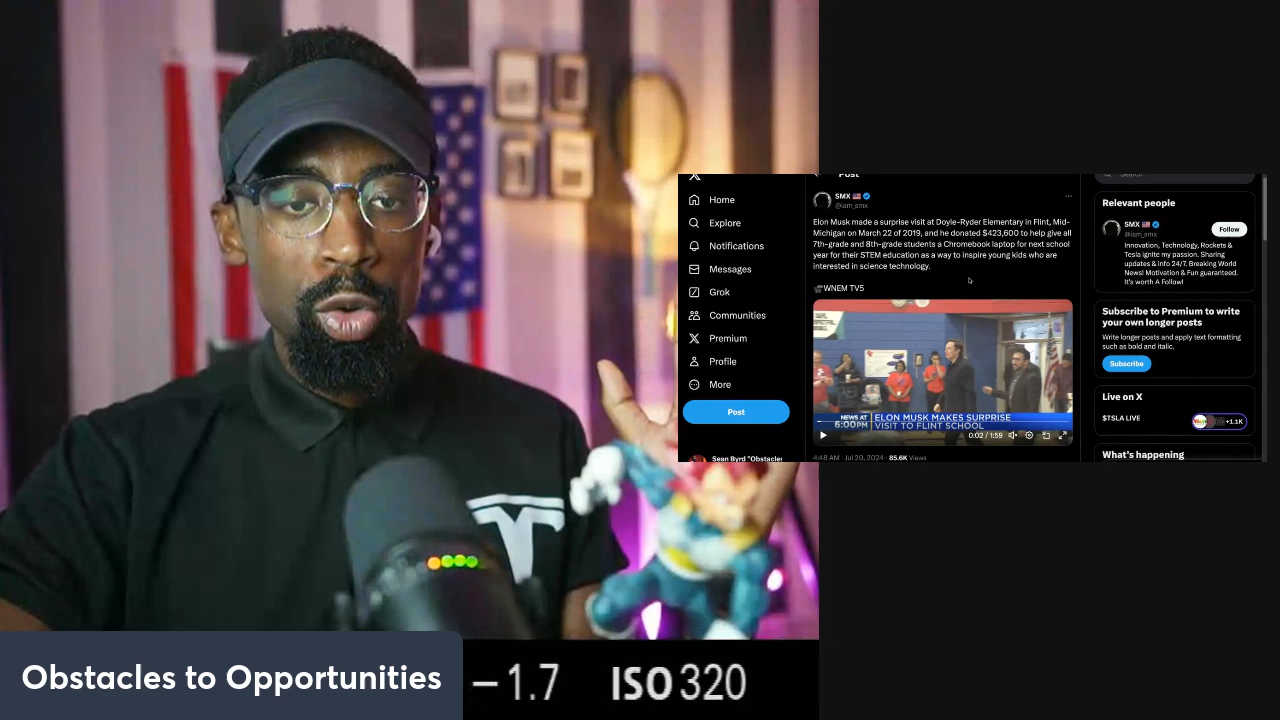 Obstacles to Opportunities
– 1.7 ISO 320
Home
Explore
Notifications
Messages
Grok
Communities
Premium
Profile
More
Post
Sean Byrd "Obstacle
Post
SMX
@iam_smx
Elon Musk made a surprise visit at Doyle-Ryder Elementary in Flint, Mid-
Michigan on March 22 of 2019, and he donated $423,600 to help give all
7th-grade and 8th-grade students a Chromebook laptop for next school
year for their STEM education as a way to inspire young kids who are
interested in science technology.
WNEM TV5
NEWS AT
6:00PM
ELON MUSK MAKES SURPRISE
VISIT TO FLINT SCHOOL
0:02 / 1:59
4:48 AM · Jul 20, 2024 · 85.6K Views
Search
Relevant people
SMX
@iam_smx
Follow
Innovation, Technology, Rockets &
Tesla ignite my passion. Sharing
updates & info 24/7. Breaking World
News! Motivation & Fun guaranteed.
It's worth A Follow!
Subscribe to Premium to write
your own longer posts
Write longer posts and apply text formatting
such as bold and italic.
Subscribe
Live on X
$TSLA LIVE
+1.1K
What's happening